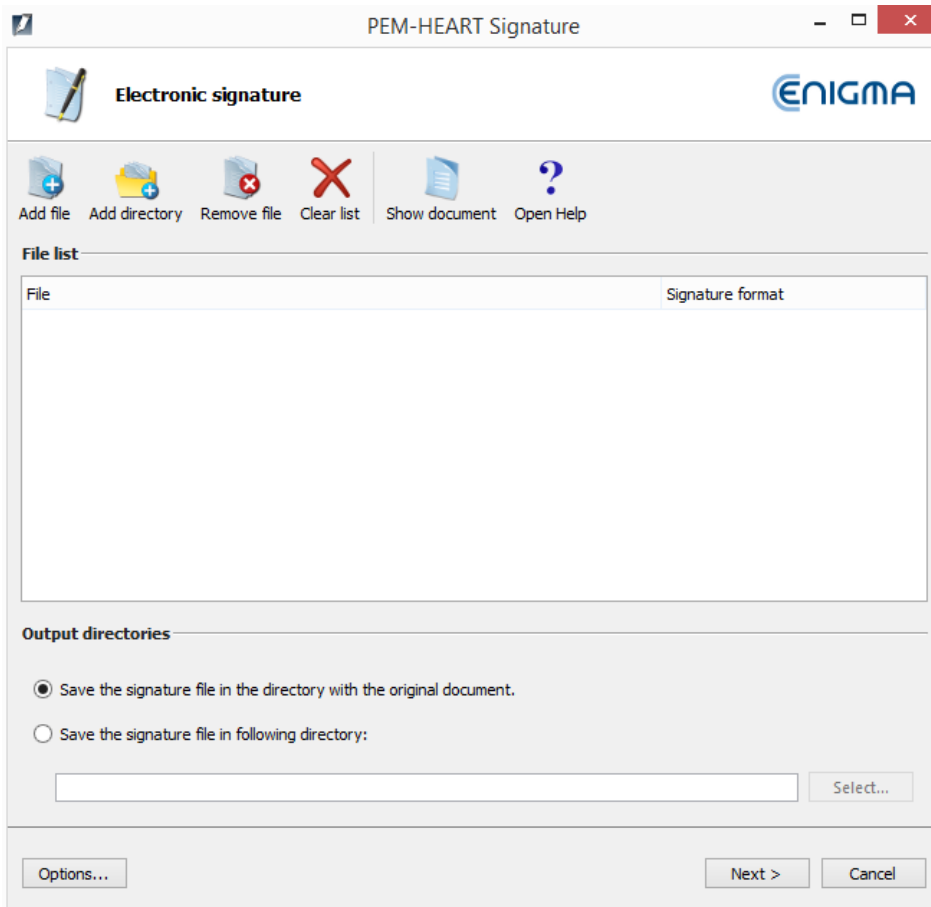 PEM-HEART Signature
Electronic signature
ENIGMA
Add file Add directory Remove file Clear list Show document Open Help
File list
File Signature format
Output directories
Save the signature file in the directory with the original document.
Save the signature file in following directory:
Select...
Options... Next > Cancel